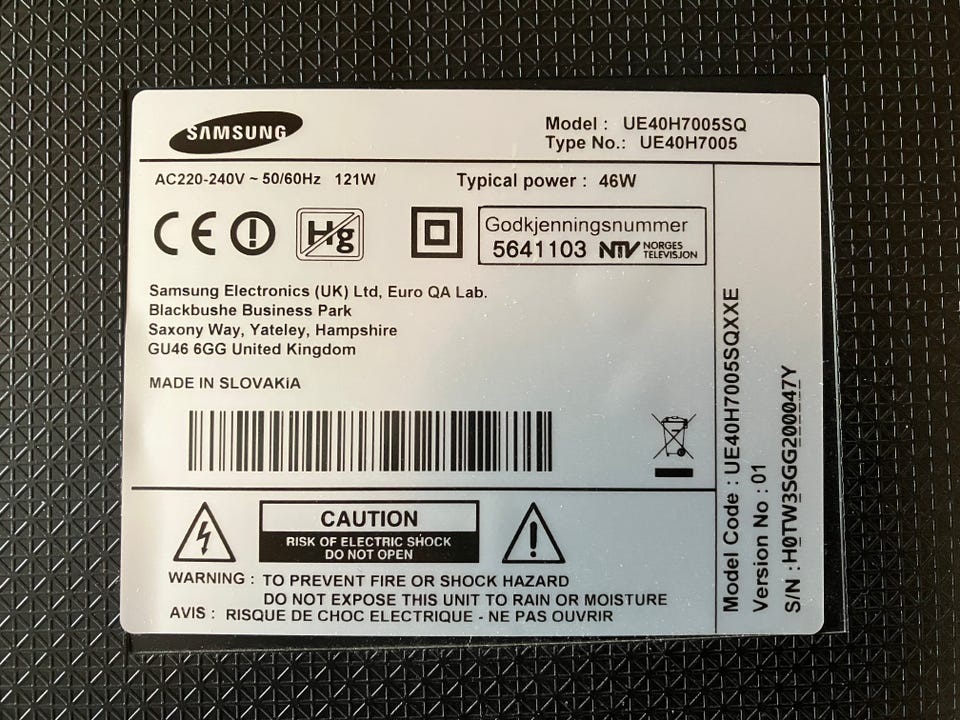 SAMSUNG
Model : UE40H7005SQ
Type No.: UE40H7005
AC220-240V ~ 50/60Hz 121W Typical power : 46W
CE Hg
Godkjenningsnummer
5641103 NTV NORGES TELEVISJON
Samsung Electronics (UK) Ltd, Euro QA Lab.
Blackbushe Business Park
Saxony Way, Yateley, Hampshire
GU46 6GG United Kingdom
MADE IN SLOVAKiA
CAUTION
RISK OF ELECTRIC SHOCK
DO NOT OPEN
WARNING : TO PREVENT FIRE OR SHOCK HAZARD
DO NOT EXPOSE THIS UNIT TO RAIN OR MOISTURE
AVIS : RISQUE DE CHOC ELECTRIQUE - NE PAS OUVRIR
Model Code : UE40H7005SQXXE
Version No : 01
S/N : H0TW3SGG200047Y